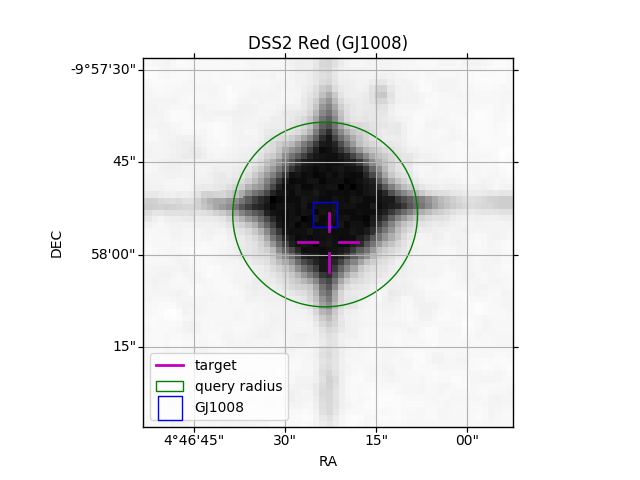 DSS2 Red (GJ1008)
-9°57'30"
45"
58'00"
15"
DEC
target
query radius
GJ1008
4°46'45"
30"
15"
00"
RA